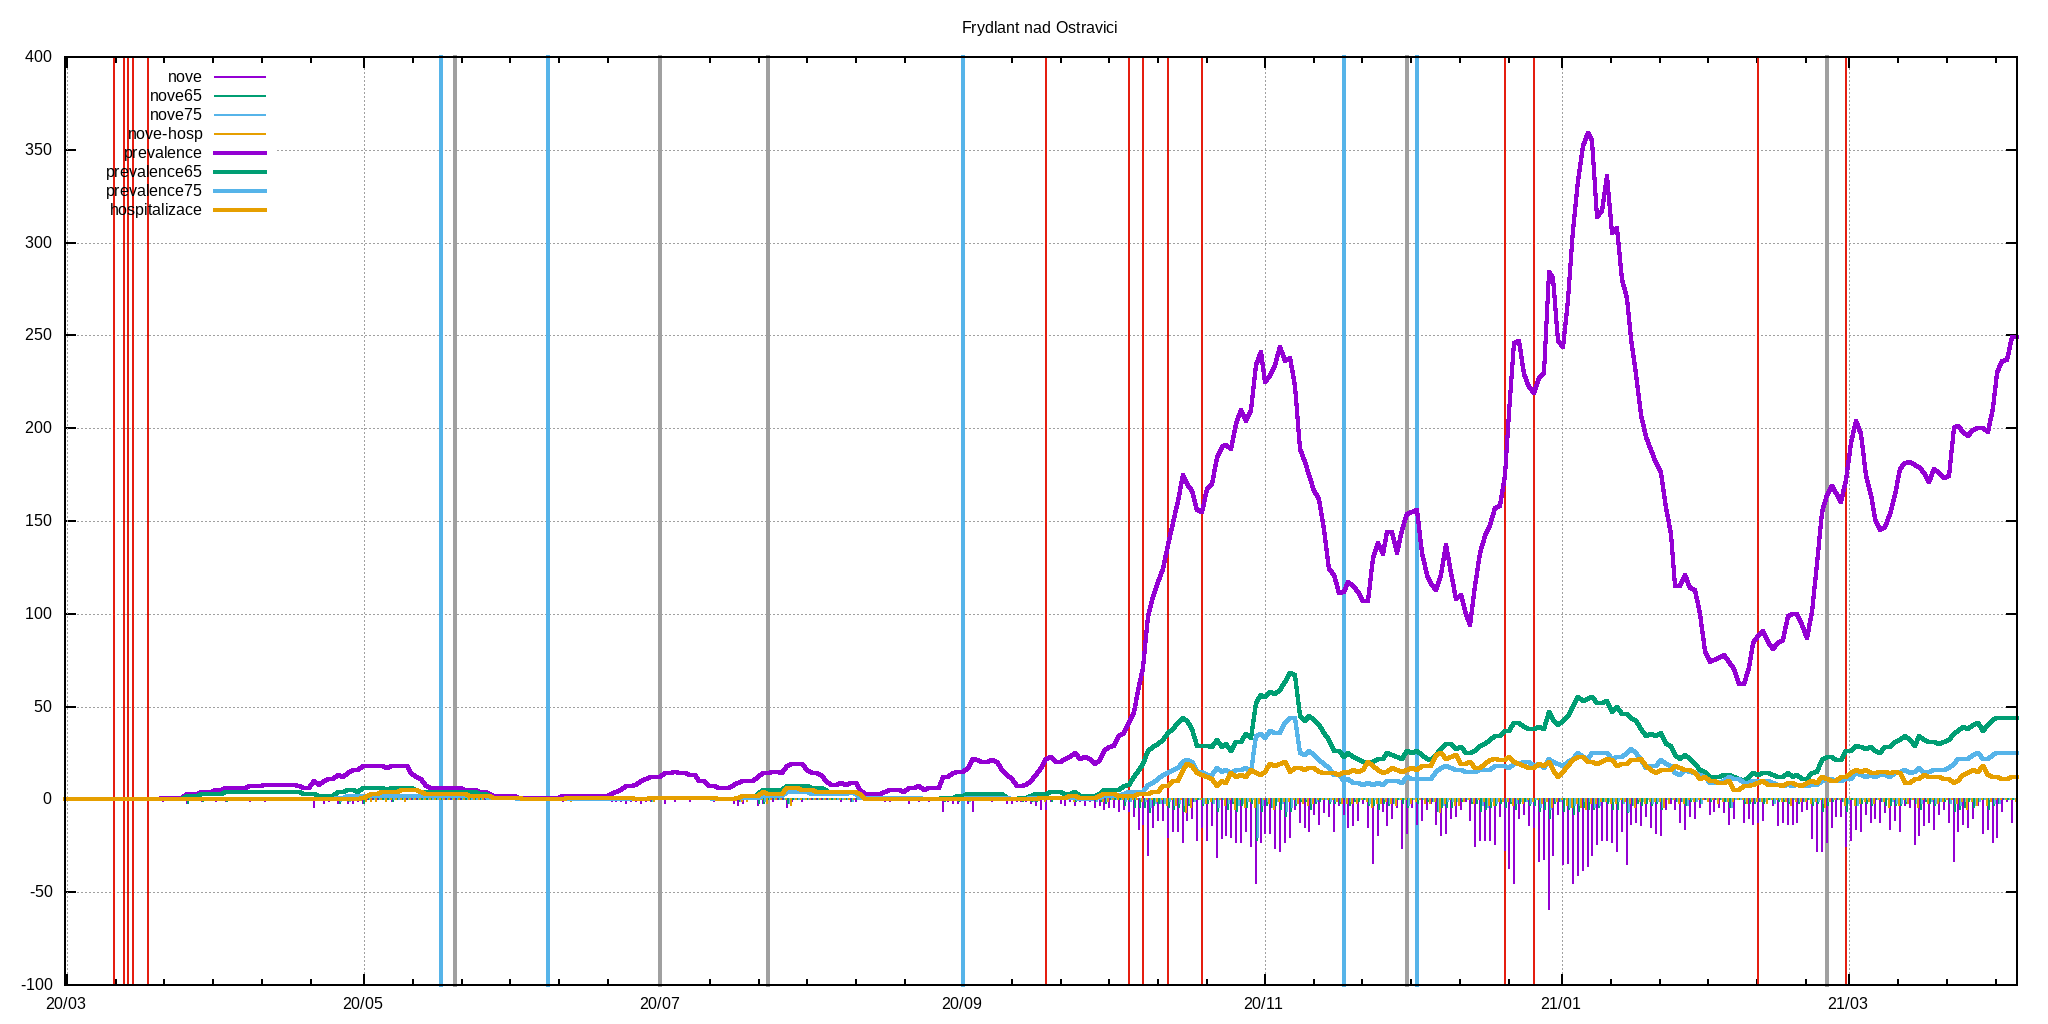 Frydlant nad Ostravici
400
350
300
250
200
150
100
50
0
-50
-100
nove
nove65
nove75
nove-hosp
prevalence
prevalence65
prevalence75
hospitalizace
20/03 20/05 20/07 20/09 20/11 21/01 21/03